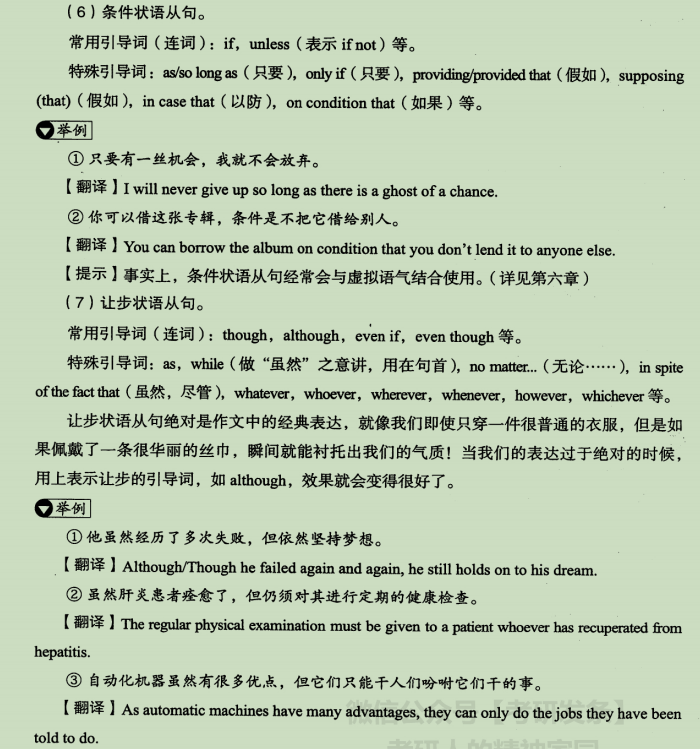 （6）条件状语从句。
常用引导词（连词）：if，unless（表示 if not）等。
特殊引导词：as/so long as（只要），only if（只要），providing/provided that（假如），supposing
(that)（假如），in case that（以防），on condition that（如果）等。
举例
① 只要有一丝机会，我就不会放弃。
【翻译】I will never give up so long as there is a ghost of a chance.
② 你可以借这张专辑，条件是不把它借给别人。
【翻译】You can borrow the album on condition that you don’t lend it to anyone else.
【提示】事实上，条件状语从句经常会与虚拟语气结合使用。（详见第六章）
（7）让步状语从句。
常用引导词（连词）：though，although，even if，even though 等。
特殊引导词：as，while（做“虽然”之意讲，用在句首），no matter...（无论……），in spite
of the fact that（虽然，尽管），whatever，whoever，wherever，whenever，however，whichever 等。
让步状语从句绝对是作文中的经典表达，就像我们即使只穿一件很普通的衣服，但是如
果佩戴了一条很华丽的丝巾，瞬间就能衬托出我们的气质！当我们的表达过于绝对的时候，
用上表示让步的引导词，如 although，效果就会变得很好了。
举例
① 他虽然经历了多次失败，但依然坚持梦想。
【翻译】Although/Though he failed again and again, he still holds on to his dream.
② 虽然肝炎患者痊愈了，但仍须对其进行定期的健康检查。
【翻译】The regular physical examination must be given to a patient whoever has recuperated from
hepatitis.
③ 自动化机器虽然有很多优点，但它们只能干人们吩咐它们干的事。
【翻译】As automatic machines have many advantages, they can only do the jobs they have been
told to do.
微信公众号【考研发条】
考研人的精神家园